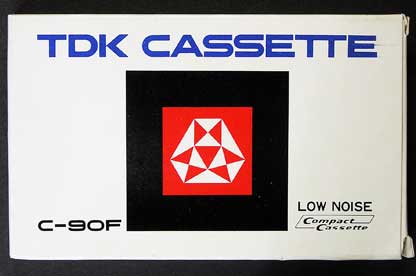 TDK CASSETTE
C-90F
LOW NOISE
Compact
Cassette